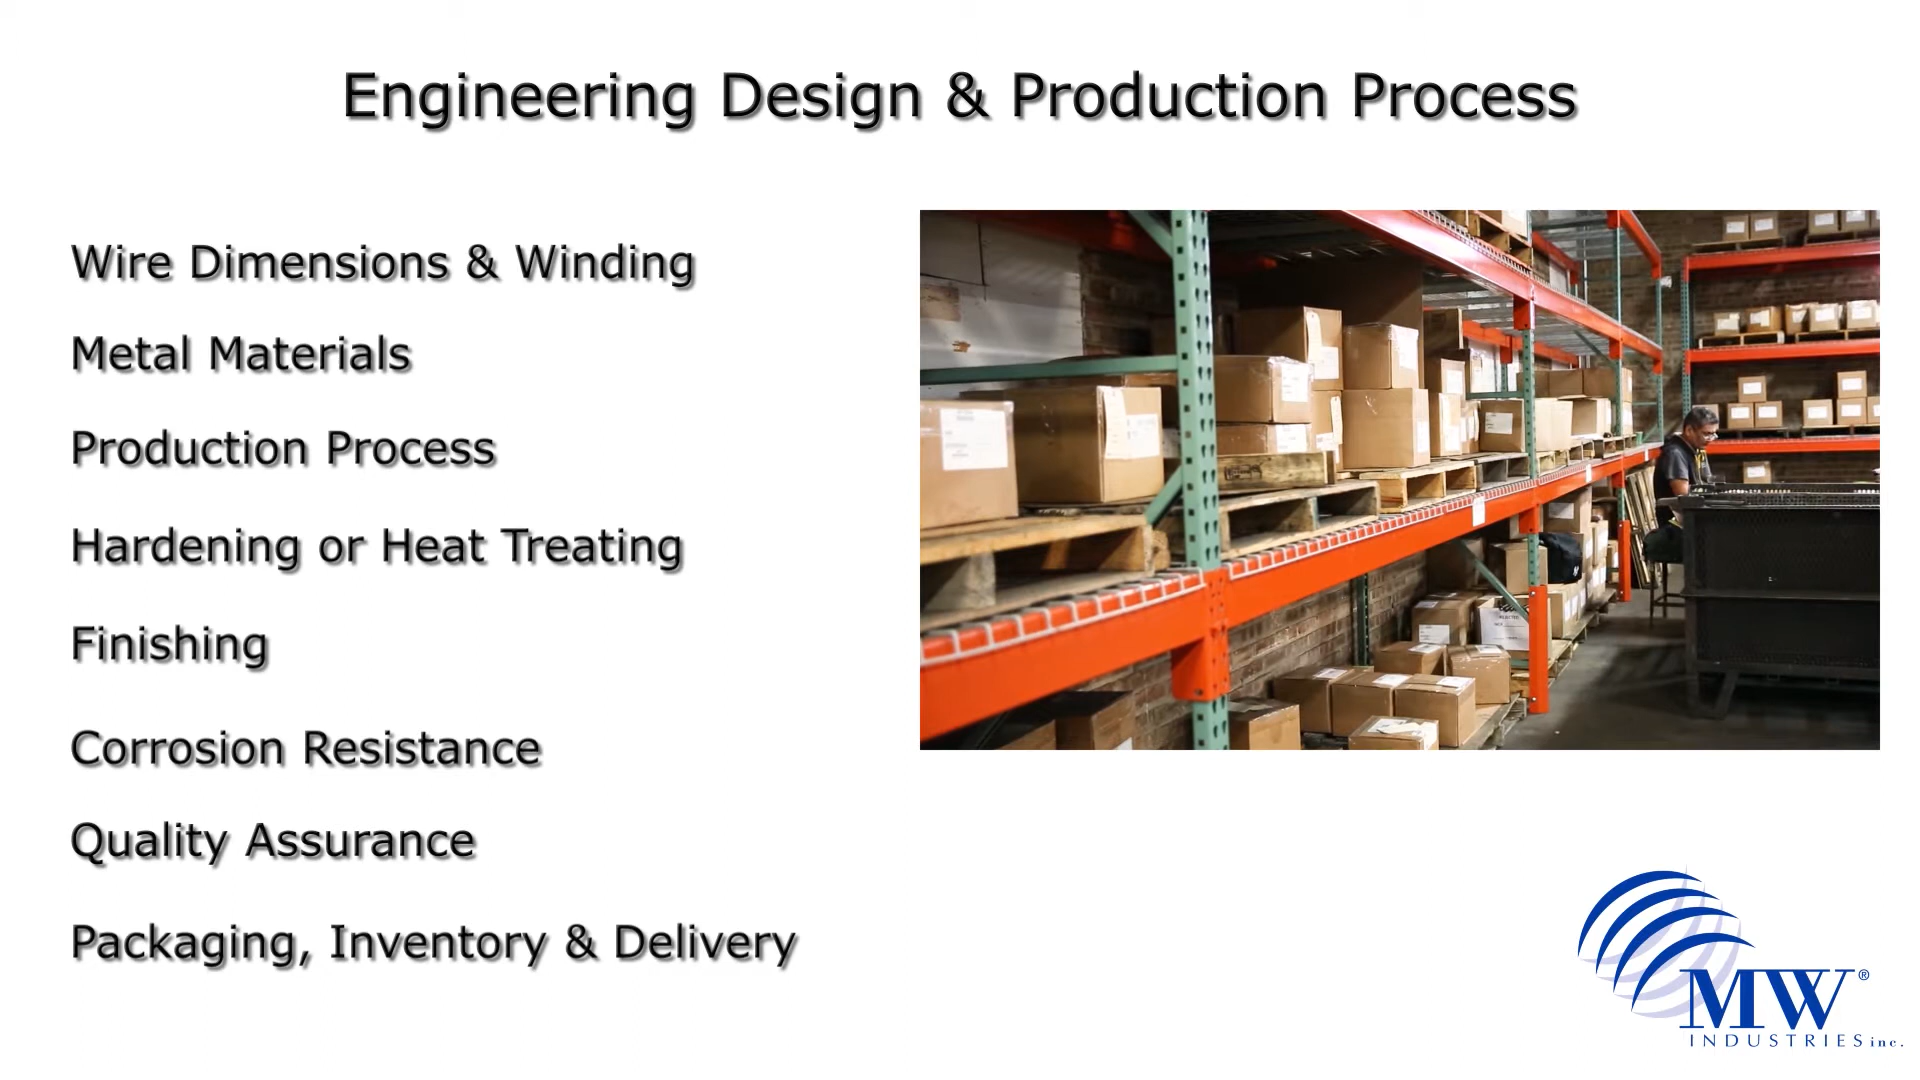 Engineering Design & Production Process
Wire Dimensions & Winding
Metal Materials
Production Process
Hardening or Heat Treating
Finishing
Corrosion Resistance
Quality Assurance
Packaging, Inventory & Delivery
MW®
INDUSTRIES inc.